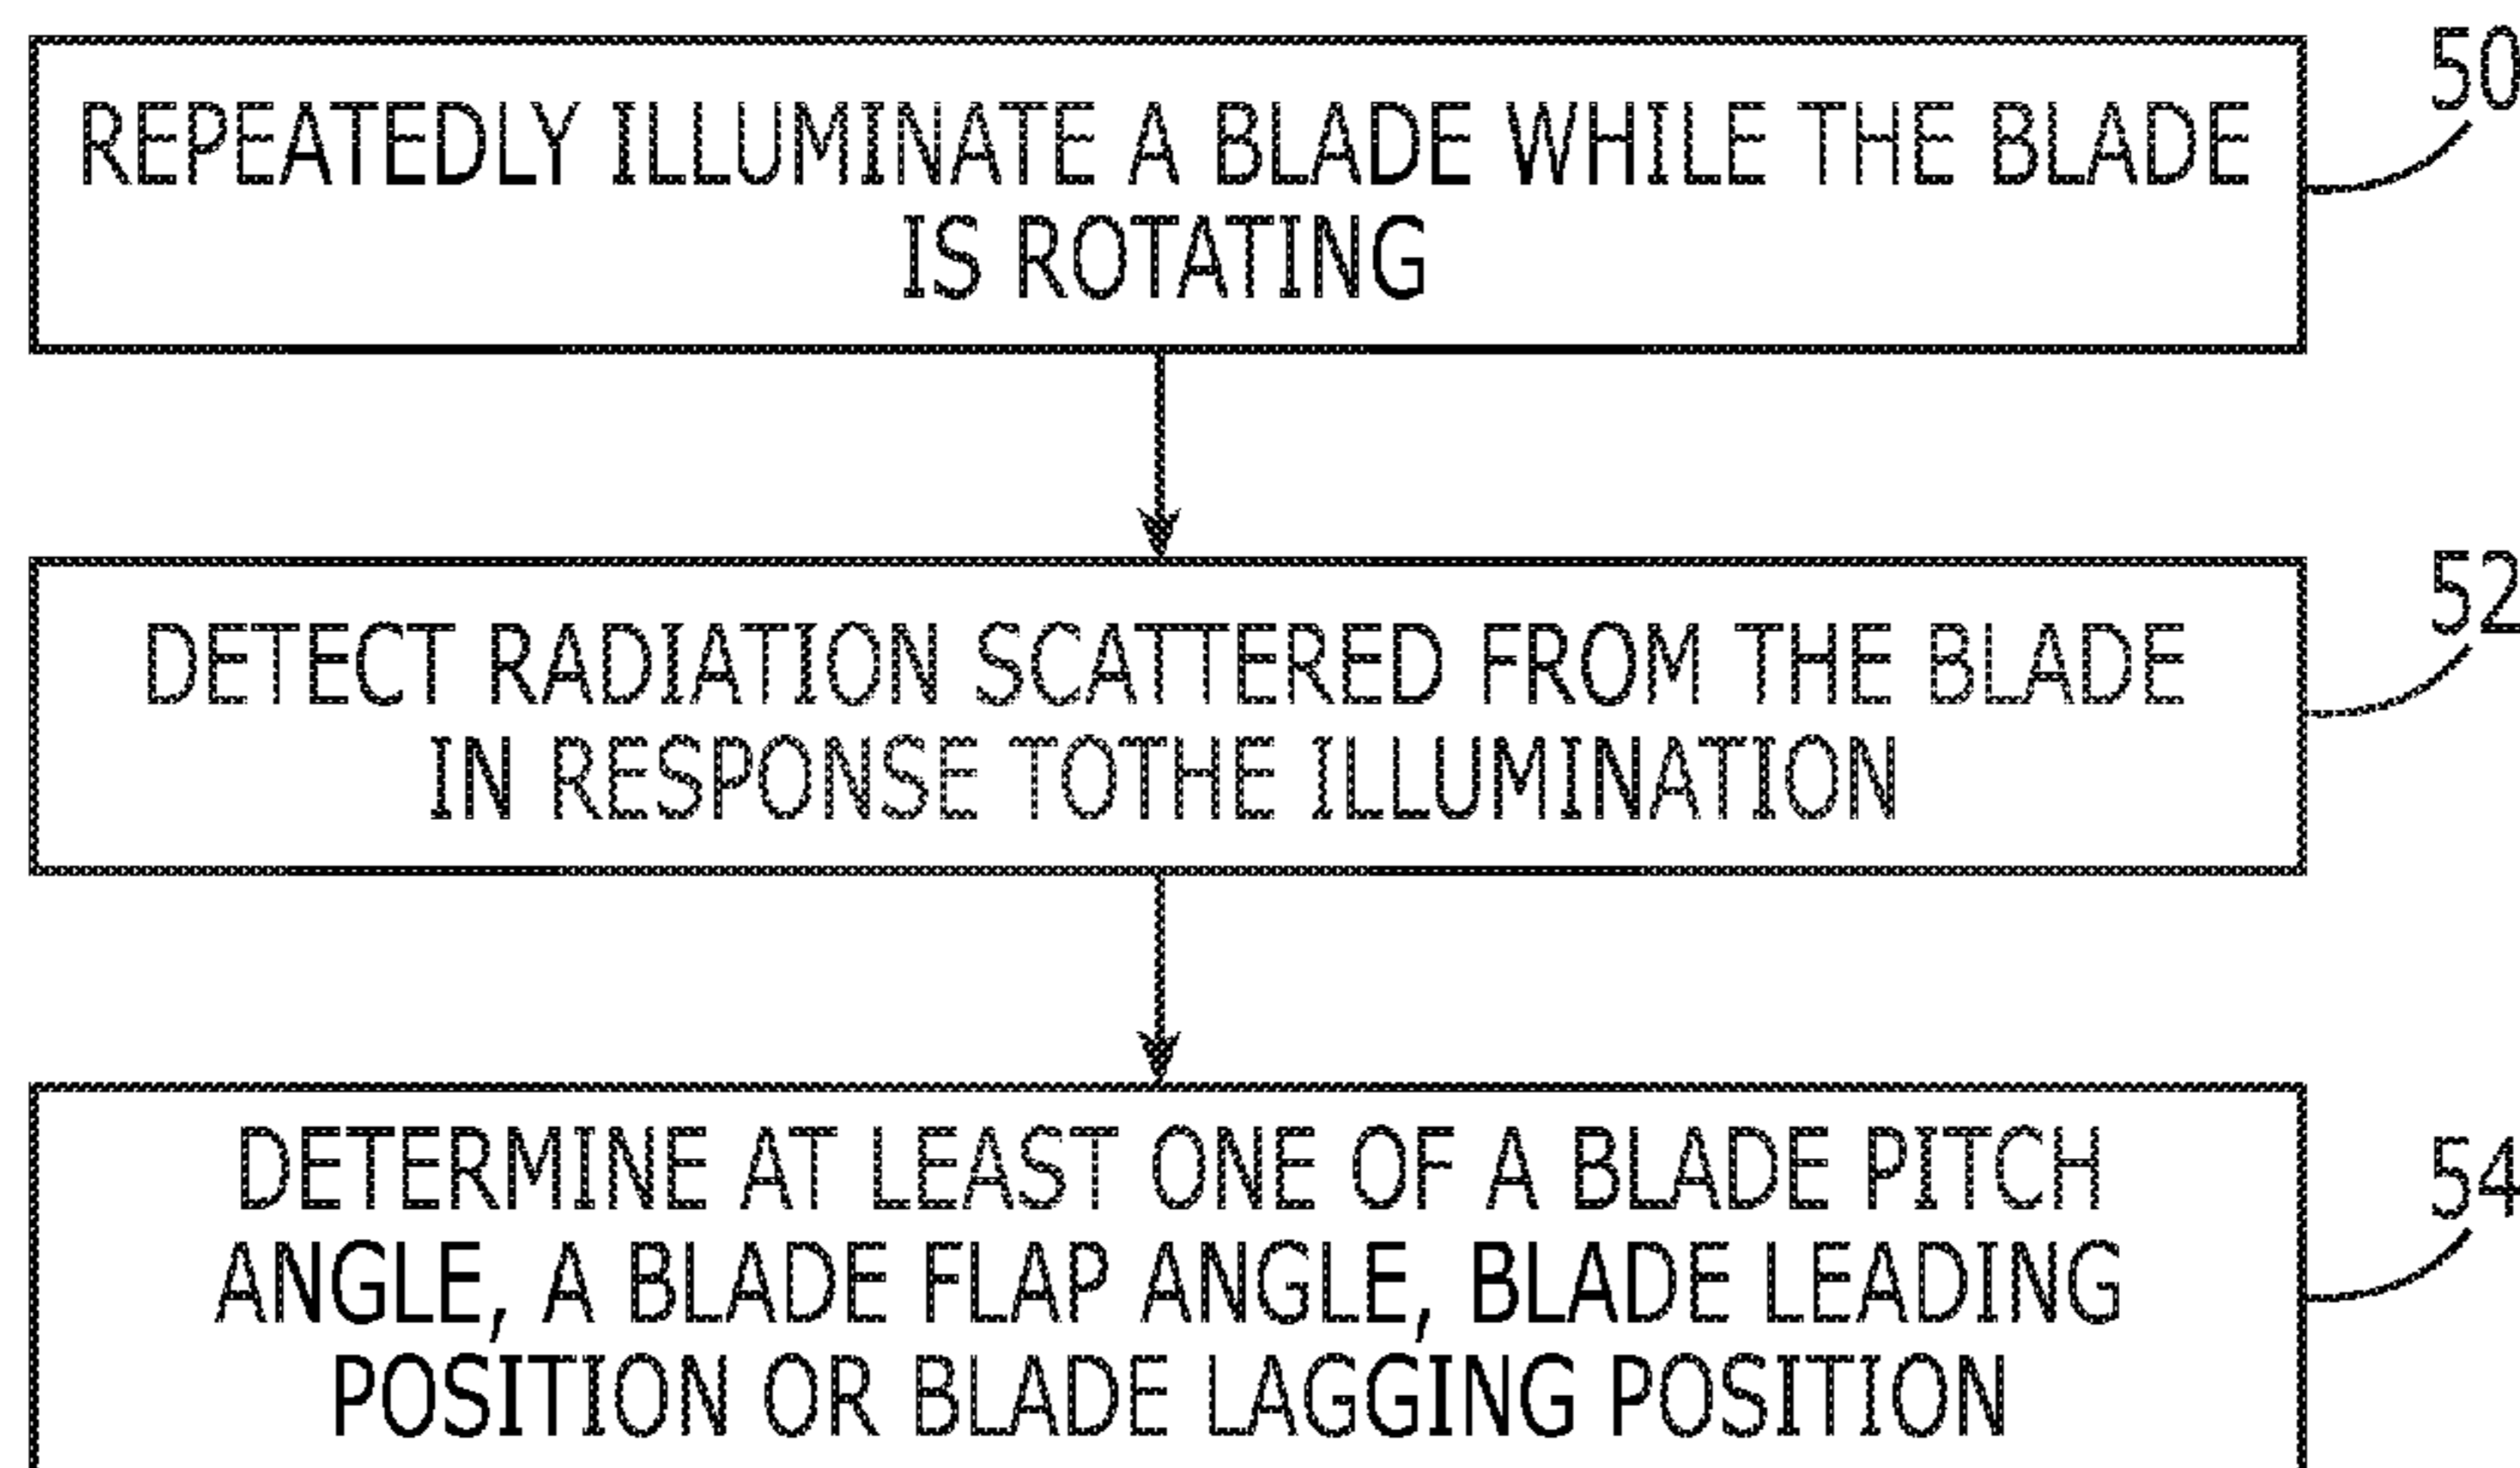 50
REPEATEDLY ILLUMINATE A BLADE WHILE THE BLADE
IS ROTATING
52
DETECT RADIATION SCATTERED FROM THE BLADE
IN RESPONSE TOTHE ILLUMINATION
54
DETERMINE AT LEAST ONE OF A BLADE PITCH
ANGLE, A BLADE FLAP ANGLE, BLADE LEADING
POSITION OR BLADE LAGGING POSITION